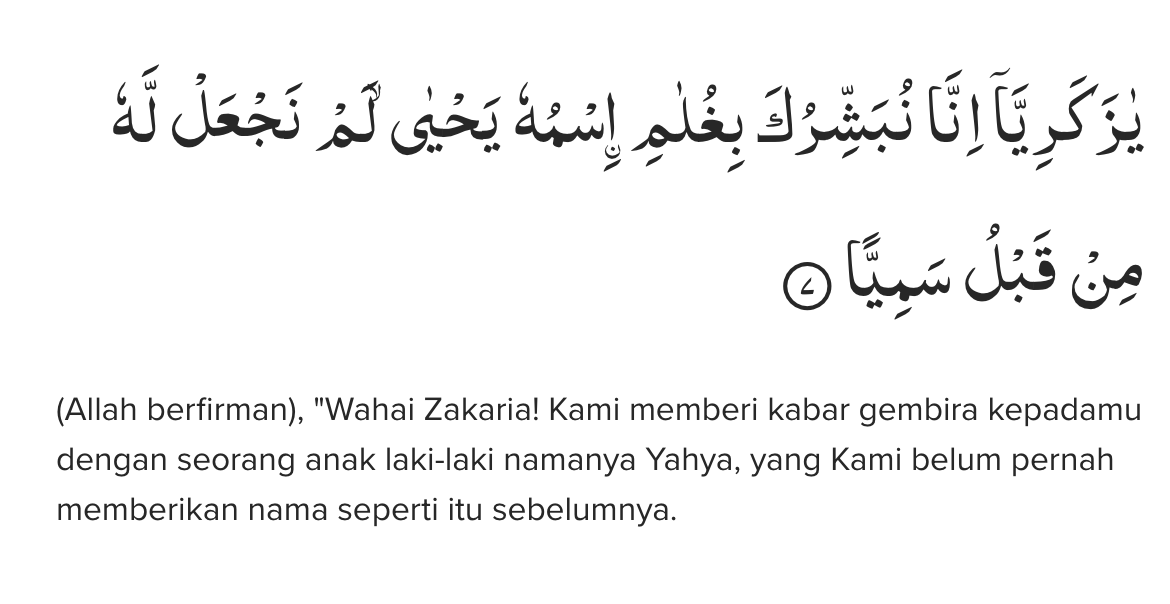 يٰزَكَرِيَّآ اِنَّا نُبَشِّرُكَ بِغُلٰمِ ِۨاسْمُهٗ يَحْيٰى لَمْ نَجْعَلْ لَّهٗ
مِنْ قَبْلُ سَمِيًّا ٧
(Allah berfirman), "Wahai Zakaria! Kami memberi kabar gembira kepadamu
dengan seorang anak laki-laki namanya Yahya, yang Kami belum pernah
memberikan nama seperti itu sebelumnya.